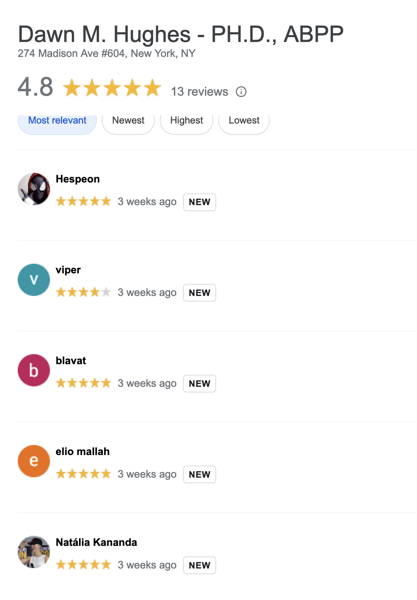 Dawn M. Hughes - PH.D., ABPP
274 Madison Ave #604, New York, NY
4.8 13 reviews
Most relevant Newest Highest Lowest
Hespeon
3 weeks ago NEW
v
viper
3 weeks ago NEW
b
blavat
3 weeks ago NEW
e
elio mallah
3 weeks ago NEW
Natália Kananda
3 weeks ago NEW